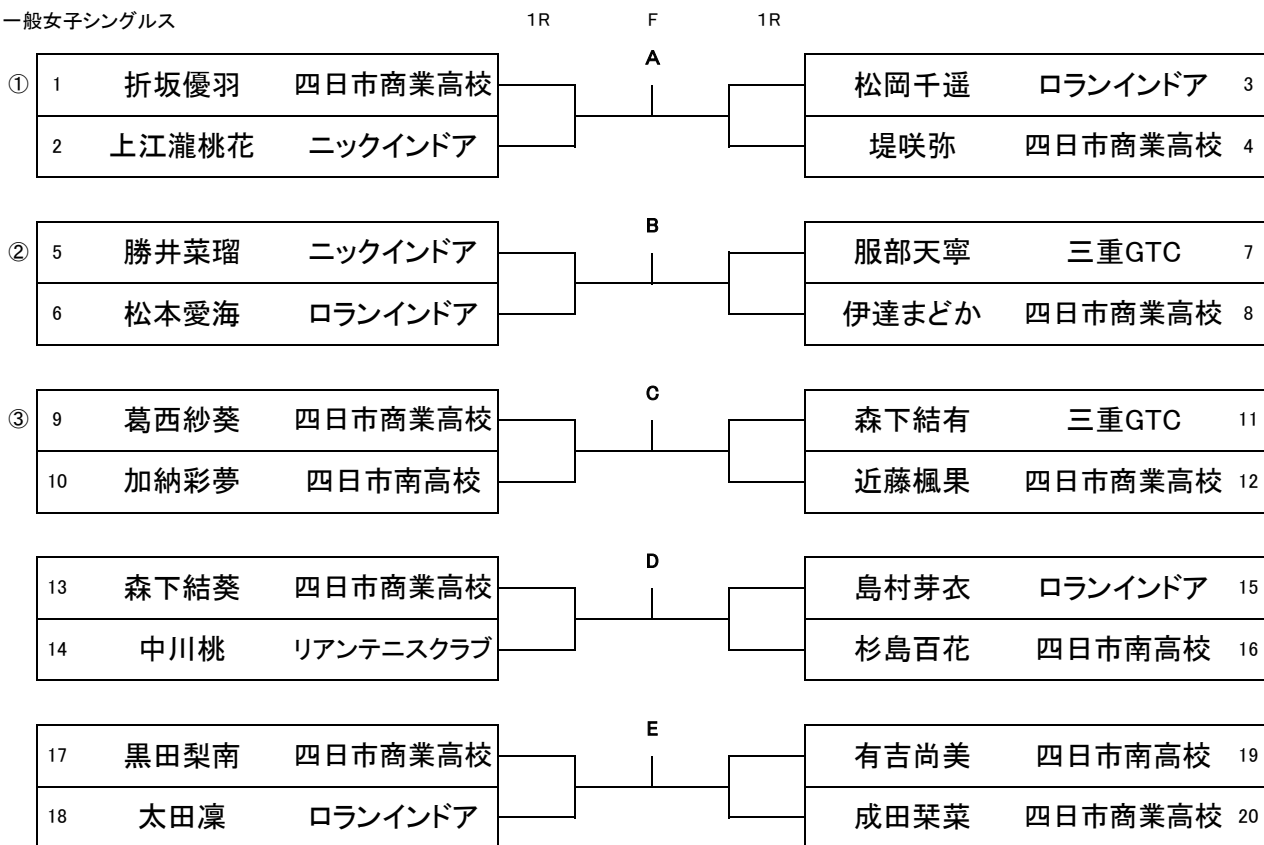 一般女子シングルス 1R F 1R
A
① 1 折坂優羽 四日市商業高校 松岡千遥 ロランインドア 3
2 上江瀧桃花 ニックインドア 堤咲弥 四日市商業高校 4
B
② 5 勝井菜瑠 ニックインドア 服部天寧 三重GTC 7
6 松本愛海 ロランインドア 伊達まどか 四日市商業高校 8
C
③ 9 葛西紗葵 四日市商業高校 森下結有 三重GTC 11
10 加納彩夢 四日市南高校 近藤楓果 四日市商業高校 12
D
13 森下結葵 四日市商業高校 島村芽衣 ロランインドア 15
14 中川桃 リアンテニスクラブ 杉島百花 四日市南高校 16
E
17 黒田梨南 四日市商業高校 有吉尚美 四日市南高校 19
18 太田凜 ロランインドア 成田栞菜 四日市商業高校 20